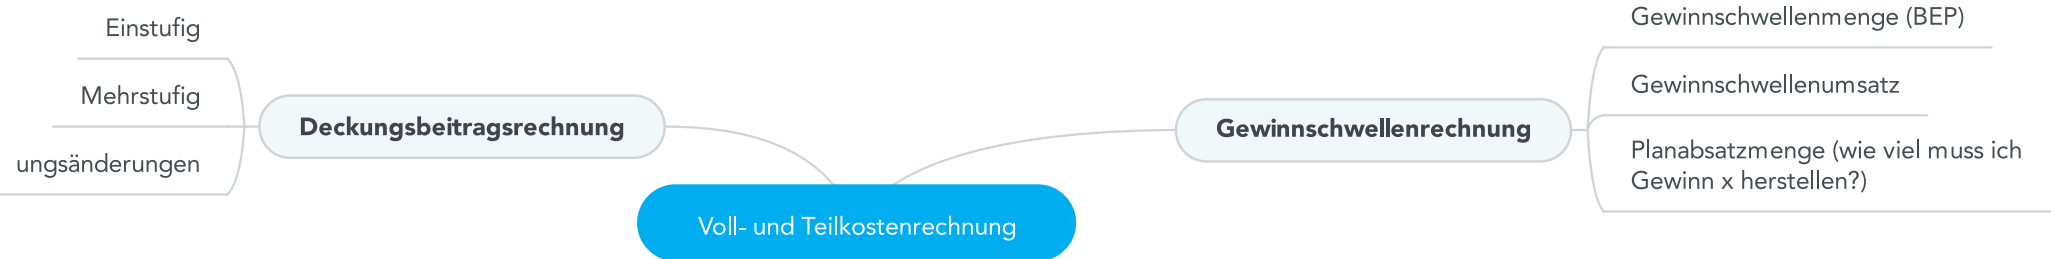 Einstufig
Mehrstufig
ungsänderungen
Deckungsbeitragsrechnung
Voll- und Teilkostenrechnung
Gewinnschwellenrechnung
Gewinnschwellenmenge (BEP)
Gewinnschwellenumsatz
Planabsatzmenge (wie viel muss ich
Gewinn x herstellen?)